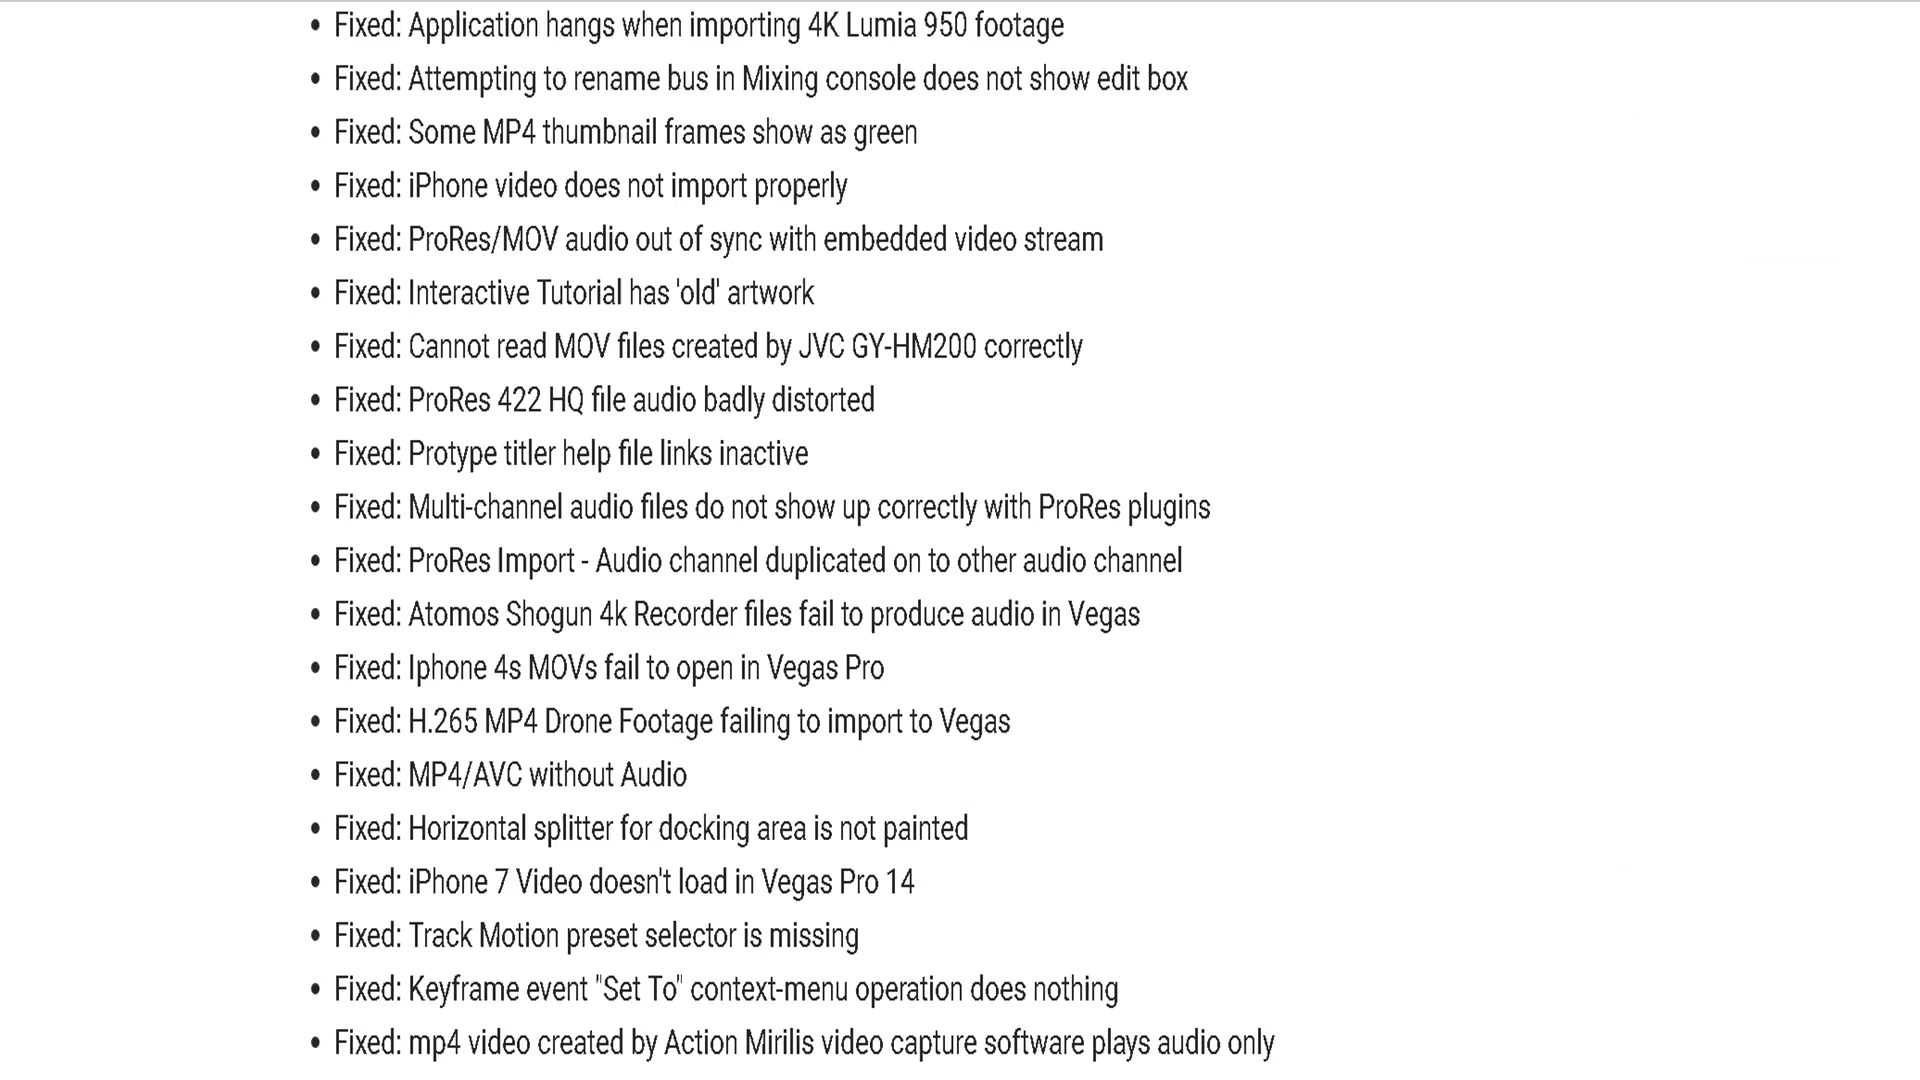 • Fixed: Application hangs when importing 4K Lumia 950 footage
• Fixed: Attempting to rename bus in Mixing console does not show edit box
• Fixed: Some MP4 thumbnail frames show as green
• Fixed: iPhone video does not import properly
• Fixed: ProRes/MOV audio out of sync with embedded video stream
• Fixed: Interactive Tutorial has 'old' artwork
• Fixed: Cannot read MOV files created by JVC GY-HM200 correctly
• Fixed: ProRes 422 HQ file audio badly distorted
• Fixed: Protype titler help file links inactive
• Fixed: Multi-channel audio files do not show up correctly with ProRes plugins
• Fixed: ProRes Import - Audio channel duplicated on to other audio channel
• Fixed: Atomos Shogun 4k Recorder files fail to produce audio in Vegas
• Fixed: Iphone 4s MOVs fail to open in Vegas Pro
• Fixed: H.265 MP4 Drone Footage failing to import to Vegas
• Fixed: MP4/AVC without Audio
• Fixed: Horizontal splitter for docking area is not painted
• Fixed: iPhone 7 Video doesn't load in Vegas Pro 14
• Fixed: Track Motion preset selector is missing
• Fixed: Keyframe event "Set To" context-menu operation does nothing
• Fixed: mp4 video created by Action Mirilis video capture software plays audio only